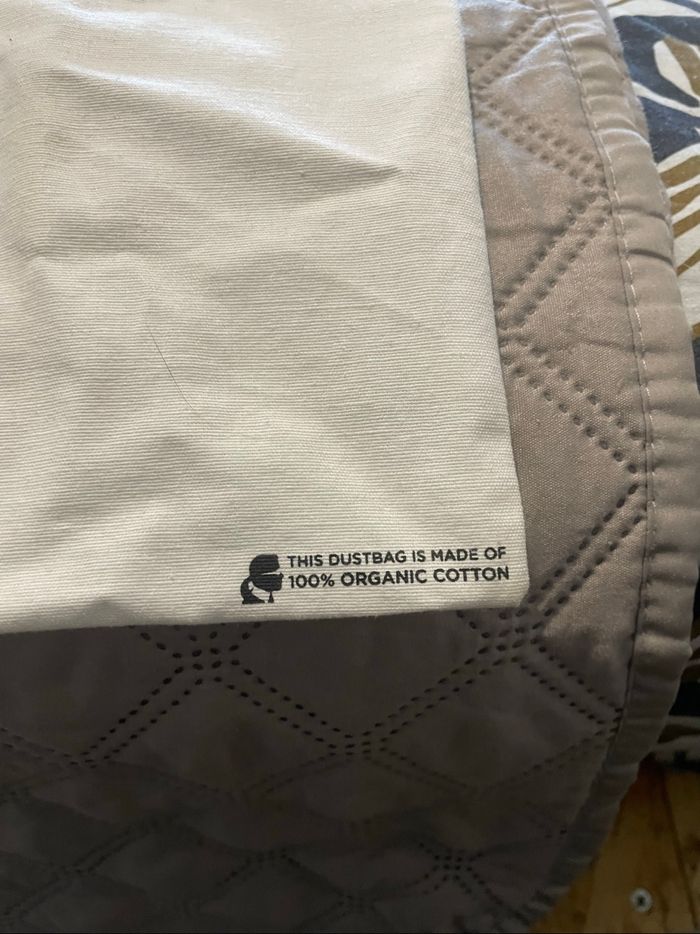 THIS DUSTBAG IS MADE OF
100% ORGANIC COTTON